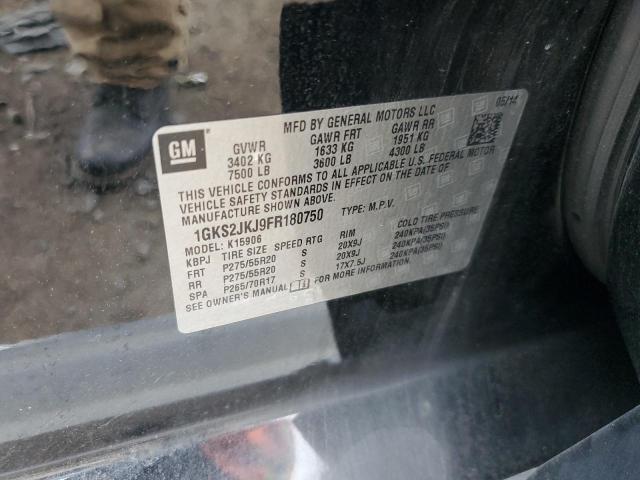 GM
MFD BY GENERAL MOTORS LLC 05/14
GVWR GAWR FRT GAWR RR
3402 KG 1633 KG 1951 KG
7500 LB 3600 LB 4300 LB
THIS VEHICLE CONFORMS TO ALL APPLICABLE U.S. FEDERAL MOTOR
VEHICLE SAFETY STANDARDS IN EFFECT ON THE DATE OF
MANUFACTURE SHOWN ABOVE.
1GKS2JKJ9FR180750 TYPE: M.P.V.
MODEL: K15906
KBPJ TIRE SIZE SPEED RTG RIM COLD TIRE PRESSURE
FRT P275/55R20 S 20X9J 240KPA(35PSI)
RR P275/55R20 S 20X9J 240KPA(35PSI)
SPA P265/70R17 S 17X7.5J 240KPA(35PSI)
SEE OWNER'S MANUAL FOR MORE INFORMATION.